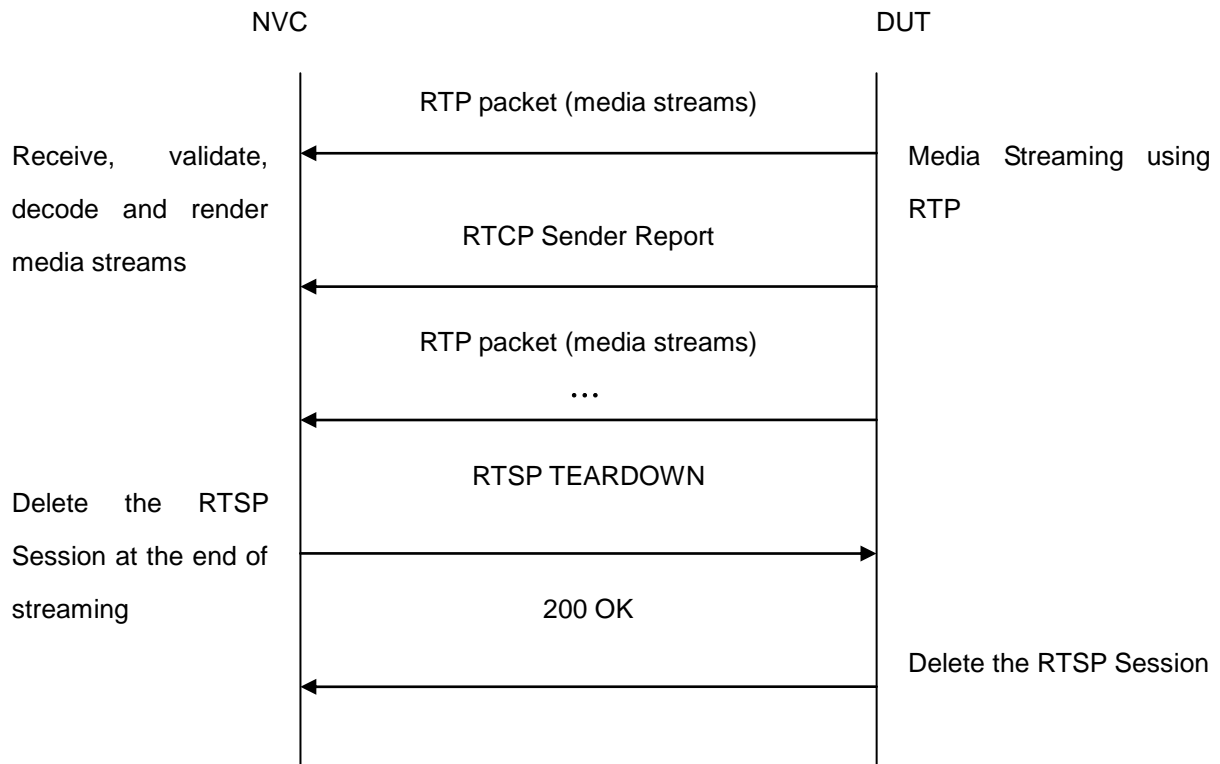 NVC
DUT
RTP packet (media streams)
Receive, validate,
decode and render
media streams
Media Streaming using
RTP
RTCP Sender Report
RTP packet (media streams)
...
RTSP TEARDOWN
Delete the RTSP
Session at the end of
streaming
200 OK
Delete the RTSP Session